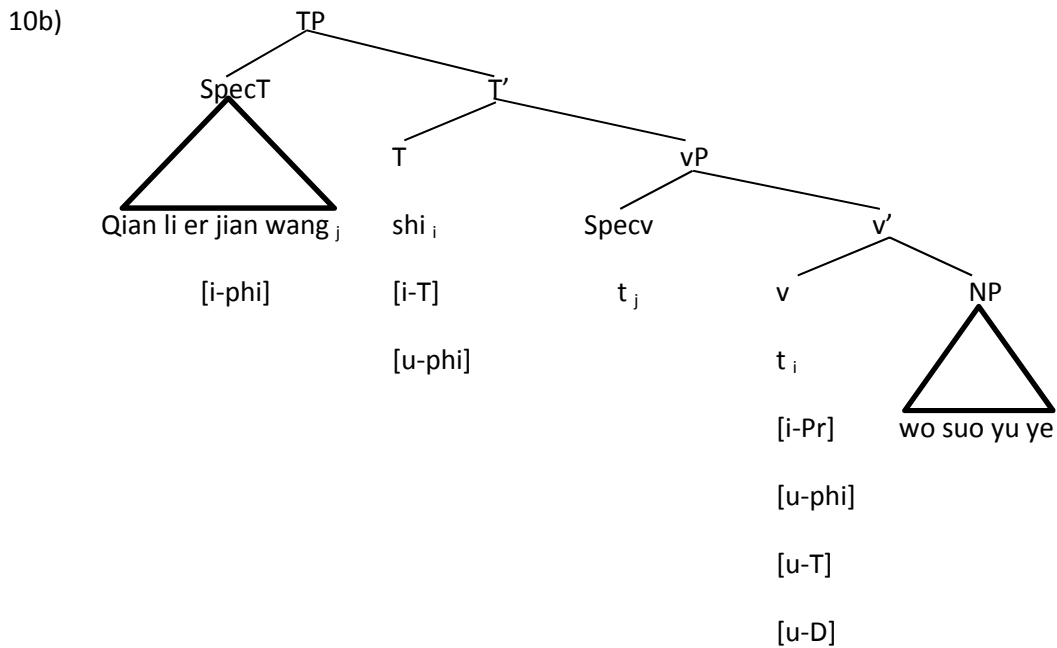 10b) TP
SpecT T’
T vP
Qian li er jian wang j shi i Specv v’
[i-phi] [i-T] t j v NP
[u-phi] t i
[i-Pr] wo suo yu ye
[u-phi]
[u-T]
[u-D]